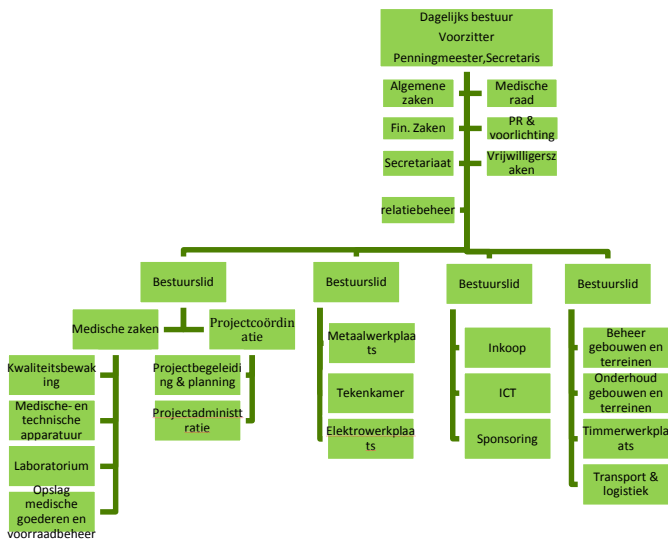 Dagelijks bestuur
Voorzitter
Penningmeester,Secretaris
Algemene
zaken
Medische
raad
Fin. Zaken
PR &
voorlichting
Secretariaat
Vrijwilligersz
aken
relatiebeheer
Bestuurslid
Bestuurslid
Bestuurslid
Bestuurslid
Medische zaken
Projectcoördin
atie
Kwaliteitsbewak
ing
Medische- en
technische
apparatuur
Laboratorium
Opslag
medische
goederen en
voorraadbeheer
Projectbegeleidi
ng & planning
Projectadministt
ratie
Metaalwerkplaa
ts
Tekenkamer
Elektrowerkplaa
ts
Inkoop
ICT
Sponsoring
Beheer
gebouwen en
terreinen
Onderhoud
gebouwen en
terreinen
Timmerwerkpla
ats
Transport &
logistiek